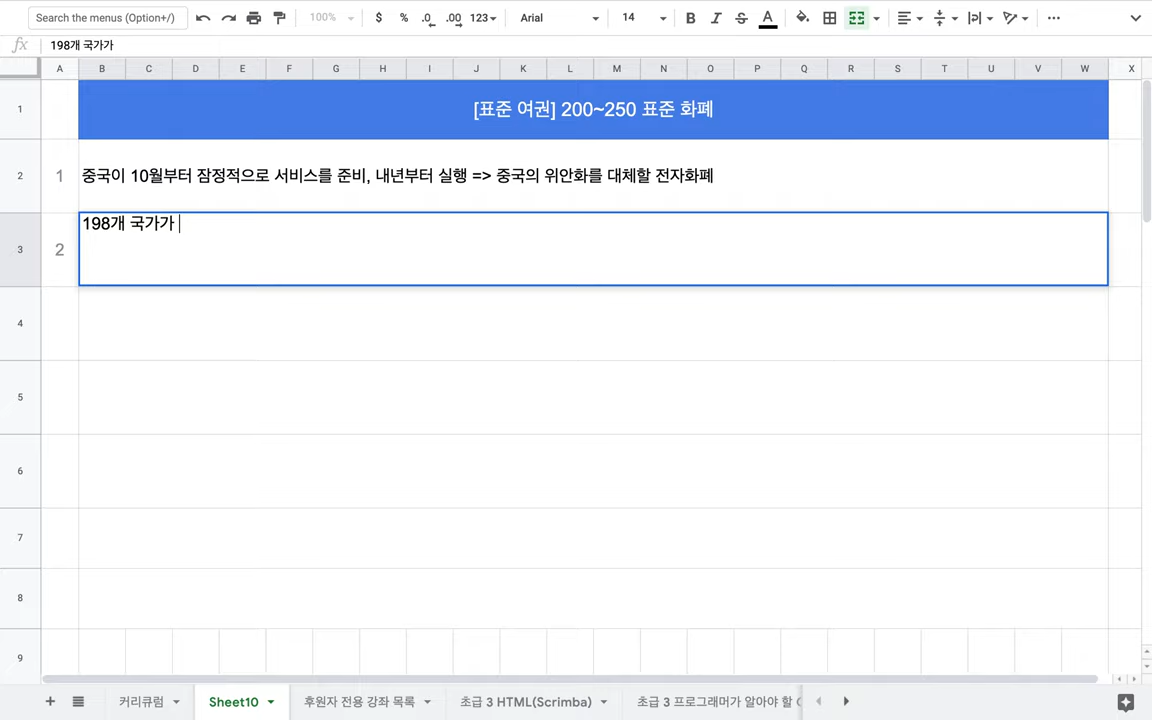 Search the menus (Option+/) 100% $ % .0 .00 123 Arial 14 B I S A
fx 198개 국가가
A B C D E F G H I J K L M N O P Q R S T U V W X
1 [표준 여권] 200~250 표준 화폐
2 1 중국이 10월부터 잠정적으로 서비스를 준비, 내년부터 실행 => 중국의 위안화를 대체할 전자화폐
3 2 198개 국가가
4
5
6
7
8
9
커리큐럼 Sheet10 후원자 전용 강좌 목록 초급 3 HTML(Scrimba) 초급 3 프로그래머가 알아야 할